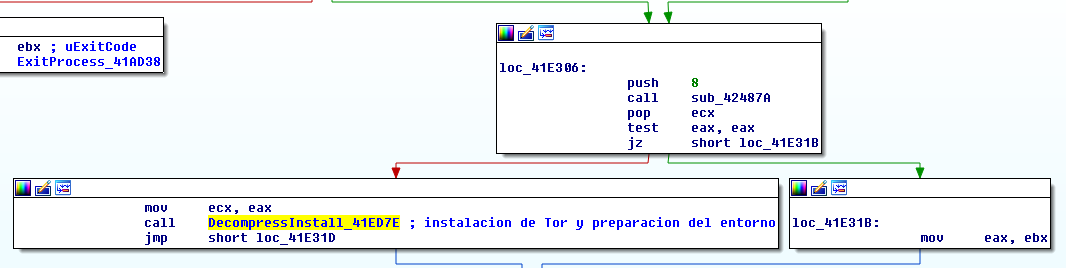 ebx ; uExitCode
ExitProcess_41AD38
loc_41E306:
push 8
call sub_42487A
pop ecx
test eax, eax
jz short loc_41E31B
mov ecx, eax
call DecompressInstall_41ED7E ; instalacion de Tor y preparacion del entorno
jmp short loc_41E31D
loc_41E31B:
mov eax, ebx